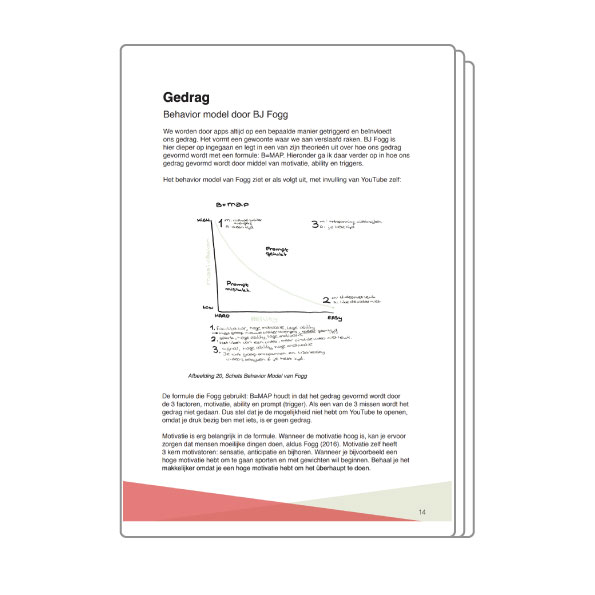 Gedrag
Behavior model door BJ Fogg
We worden door apps altijd op een bepaalde manier getriggerd en beïnvloedt
ons gedrag. Het vormt een gewoonte waar we aan verslaafd raken. BJ Fogg is
hier dieper op ingegaan en legt in een van zijn theorieën uit over hoe ons gedrag
gevormd wordt met een formule: B=MAP. Hieronder ga ik daar verder op in hoe ons
gedrag gevormd wordt door middel van motivatie, ability en triggers.
Het behavior model van Fogg ziet er als volgt uit, met invulling van YouTube zelf:
B=MAP
HIGH
1
3
Prompt
gelukt
Prompt
mislukt
2
LOW
HARD
EASY
1.
2.
3.
Afbeelding 20, Schets Behavior Model van Fogg
De formule die Fogg gebruikt: B=MAP houdt in dat het gedrag gevormd wordt door
de 3 factoren, motivatie, ability en prompt (trigger). Als een van de 3 missen wordt het
gedrag niet gedaan. Dus stel dat je de mogelijkheid niet hebt om YouTube te openen,
omdat je druk bezig ben met iets, is er geen gedrag.
Motivatie is erg belangrijk in de formule. Wanneer de motivatie hoog is, kan je ervoor
zorgen dat mensen moeilijke dingen doen, aldus Fogg (2016). Motivatie zelf heeft
3 kern motivatoren: sensatie, anticipatie en bijhoren. Wanneer je bijvoorbeeld een
hoge motivatie hebt om te gaan sporten en met gewichten wil beginnen. Behaal je het
makkelijker omdat je een hoge motivatie hebt om het überhaupt te doen.
14